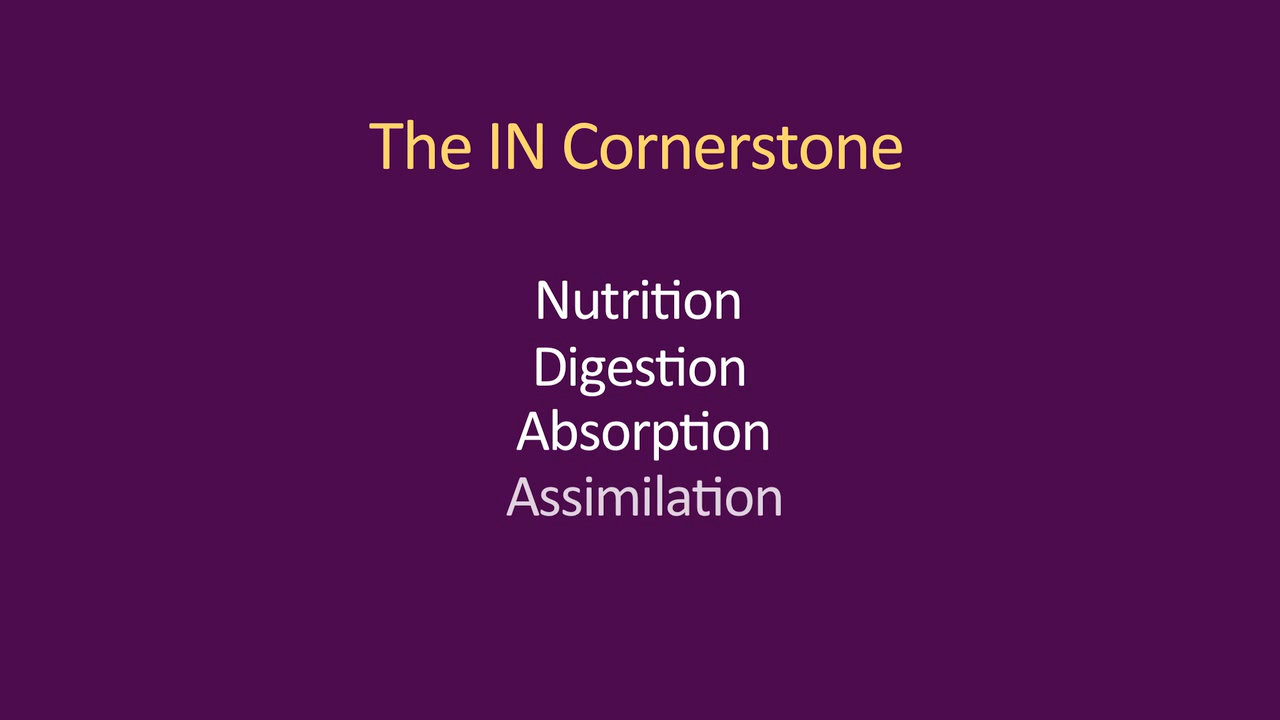 The IN Cornerstone
Nutrition
Digestion
Absorption
Assimilation